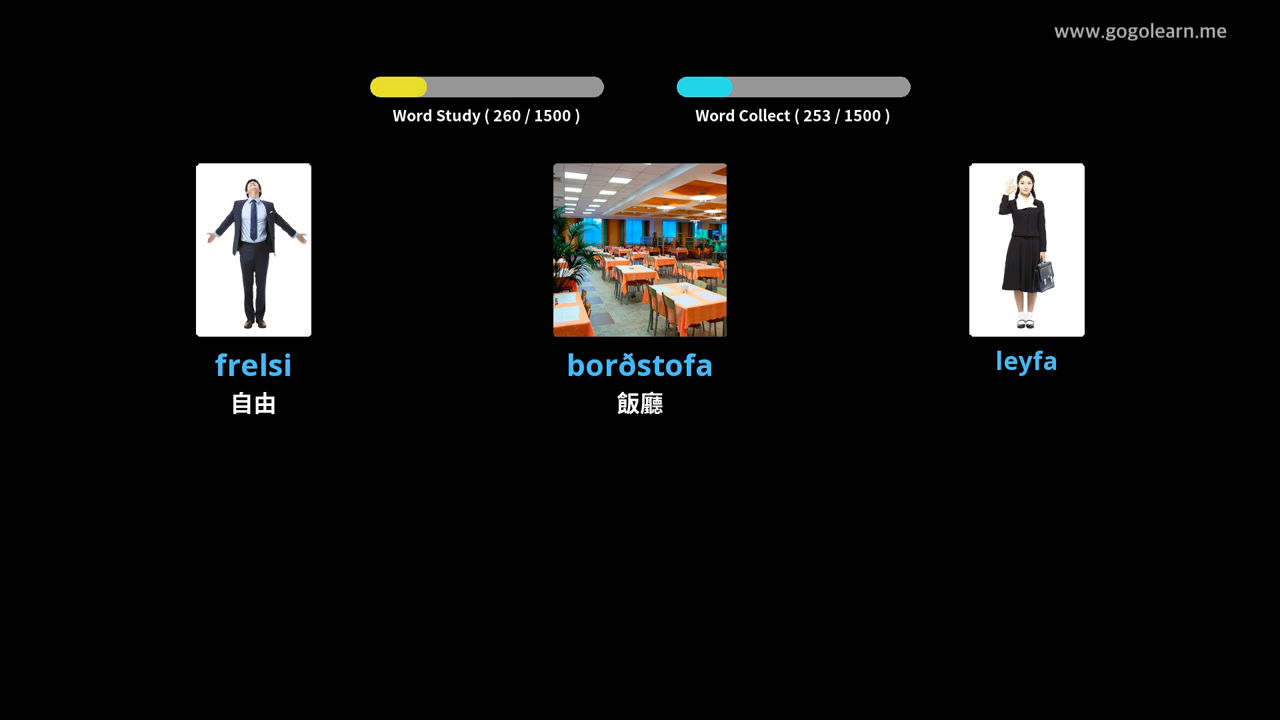 www.gogolearn.me
Word Study ( 260 / 1500 )
Word Collect ( 253 / 1500 )
frelsi
borðstofa
leyfa
自由
飯廳